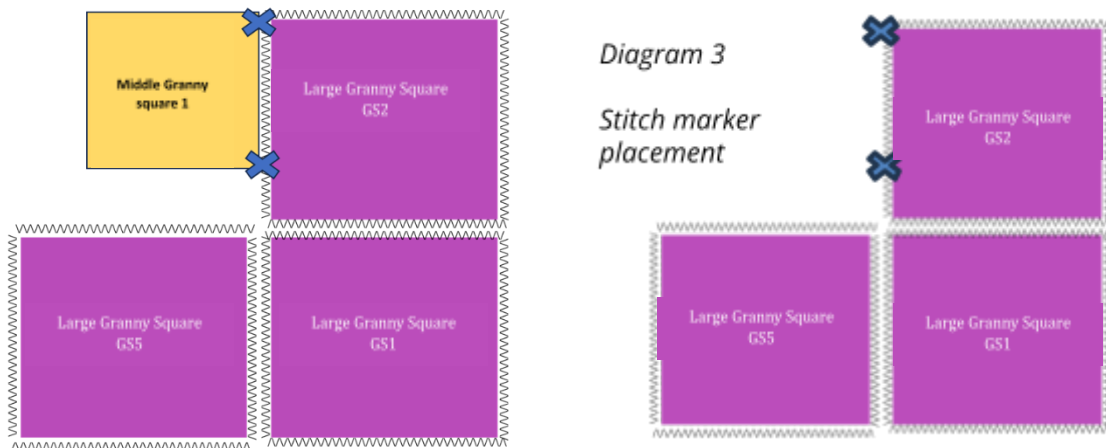 Middle Granny
square 1
Large Granny Square
GS2
Large Granny Square
GS5
Large Granny Square
GS1
Diagram 3
Stitch marker
placement
Large Granny Square
GS2
Large Granny Square
GS5
Large Granny Square
GS1